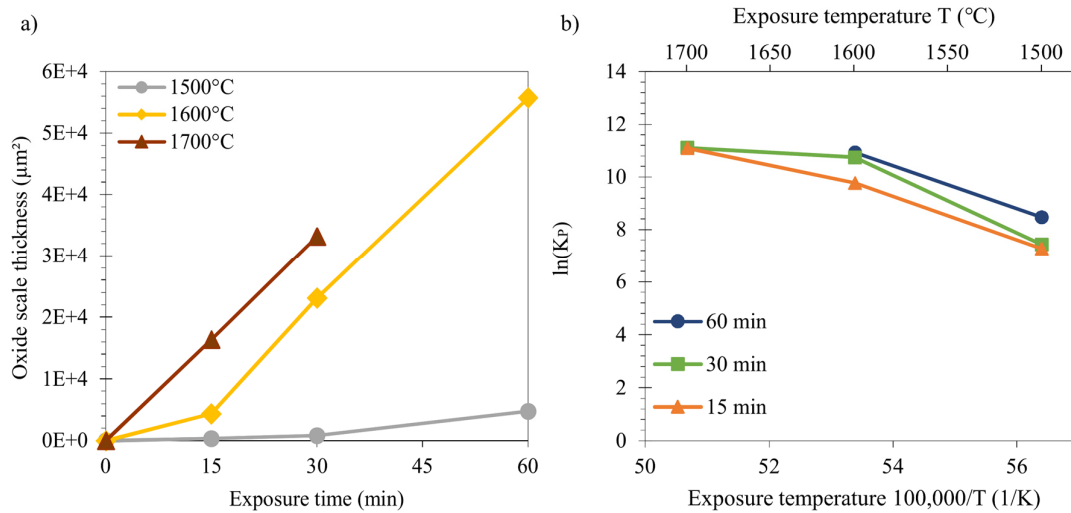 a)
6E+4
5E+4
4E+4
3E+4
2E+4
1E+4
0E+0
Oxide scale thickness (μm²)
1500°C
1600°C
1700°C
0
15
30
45
60
Exposure time (min)
b)
Exposure temperature T (°C)
1700
1650
1600
1550
1500
14
12
10
8
6
4
2
0
ln(KP)
60 min
30 min
15 min
50
52
54
56
Exposure temperature 100,000/T (1/K)